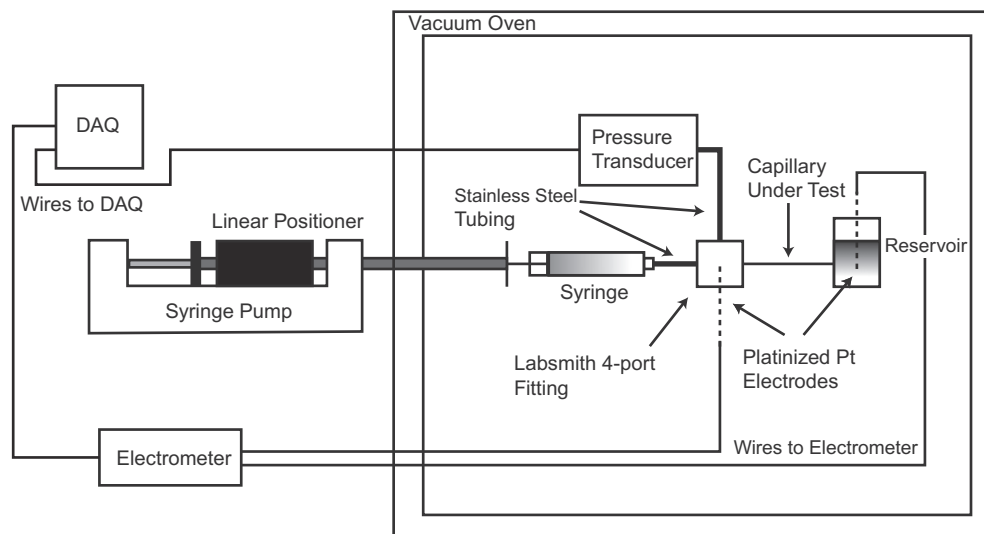 Vacuum Oven
DAQ
Pressure
Transducer
Capillary
Under Test
Wires to DAQ
Stainless Steel
Tubing
Linear Positioner
Reservoir
Syringe Pump
Syringe
Labsmith 4-port
Fitting
Platinized Pt
Electrodes
Wires to Electrometer
Electrometer